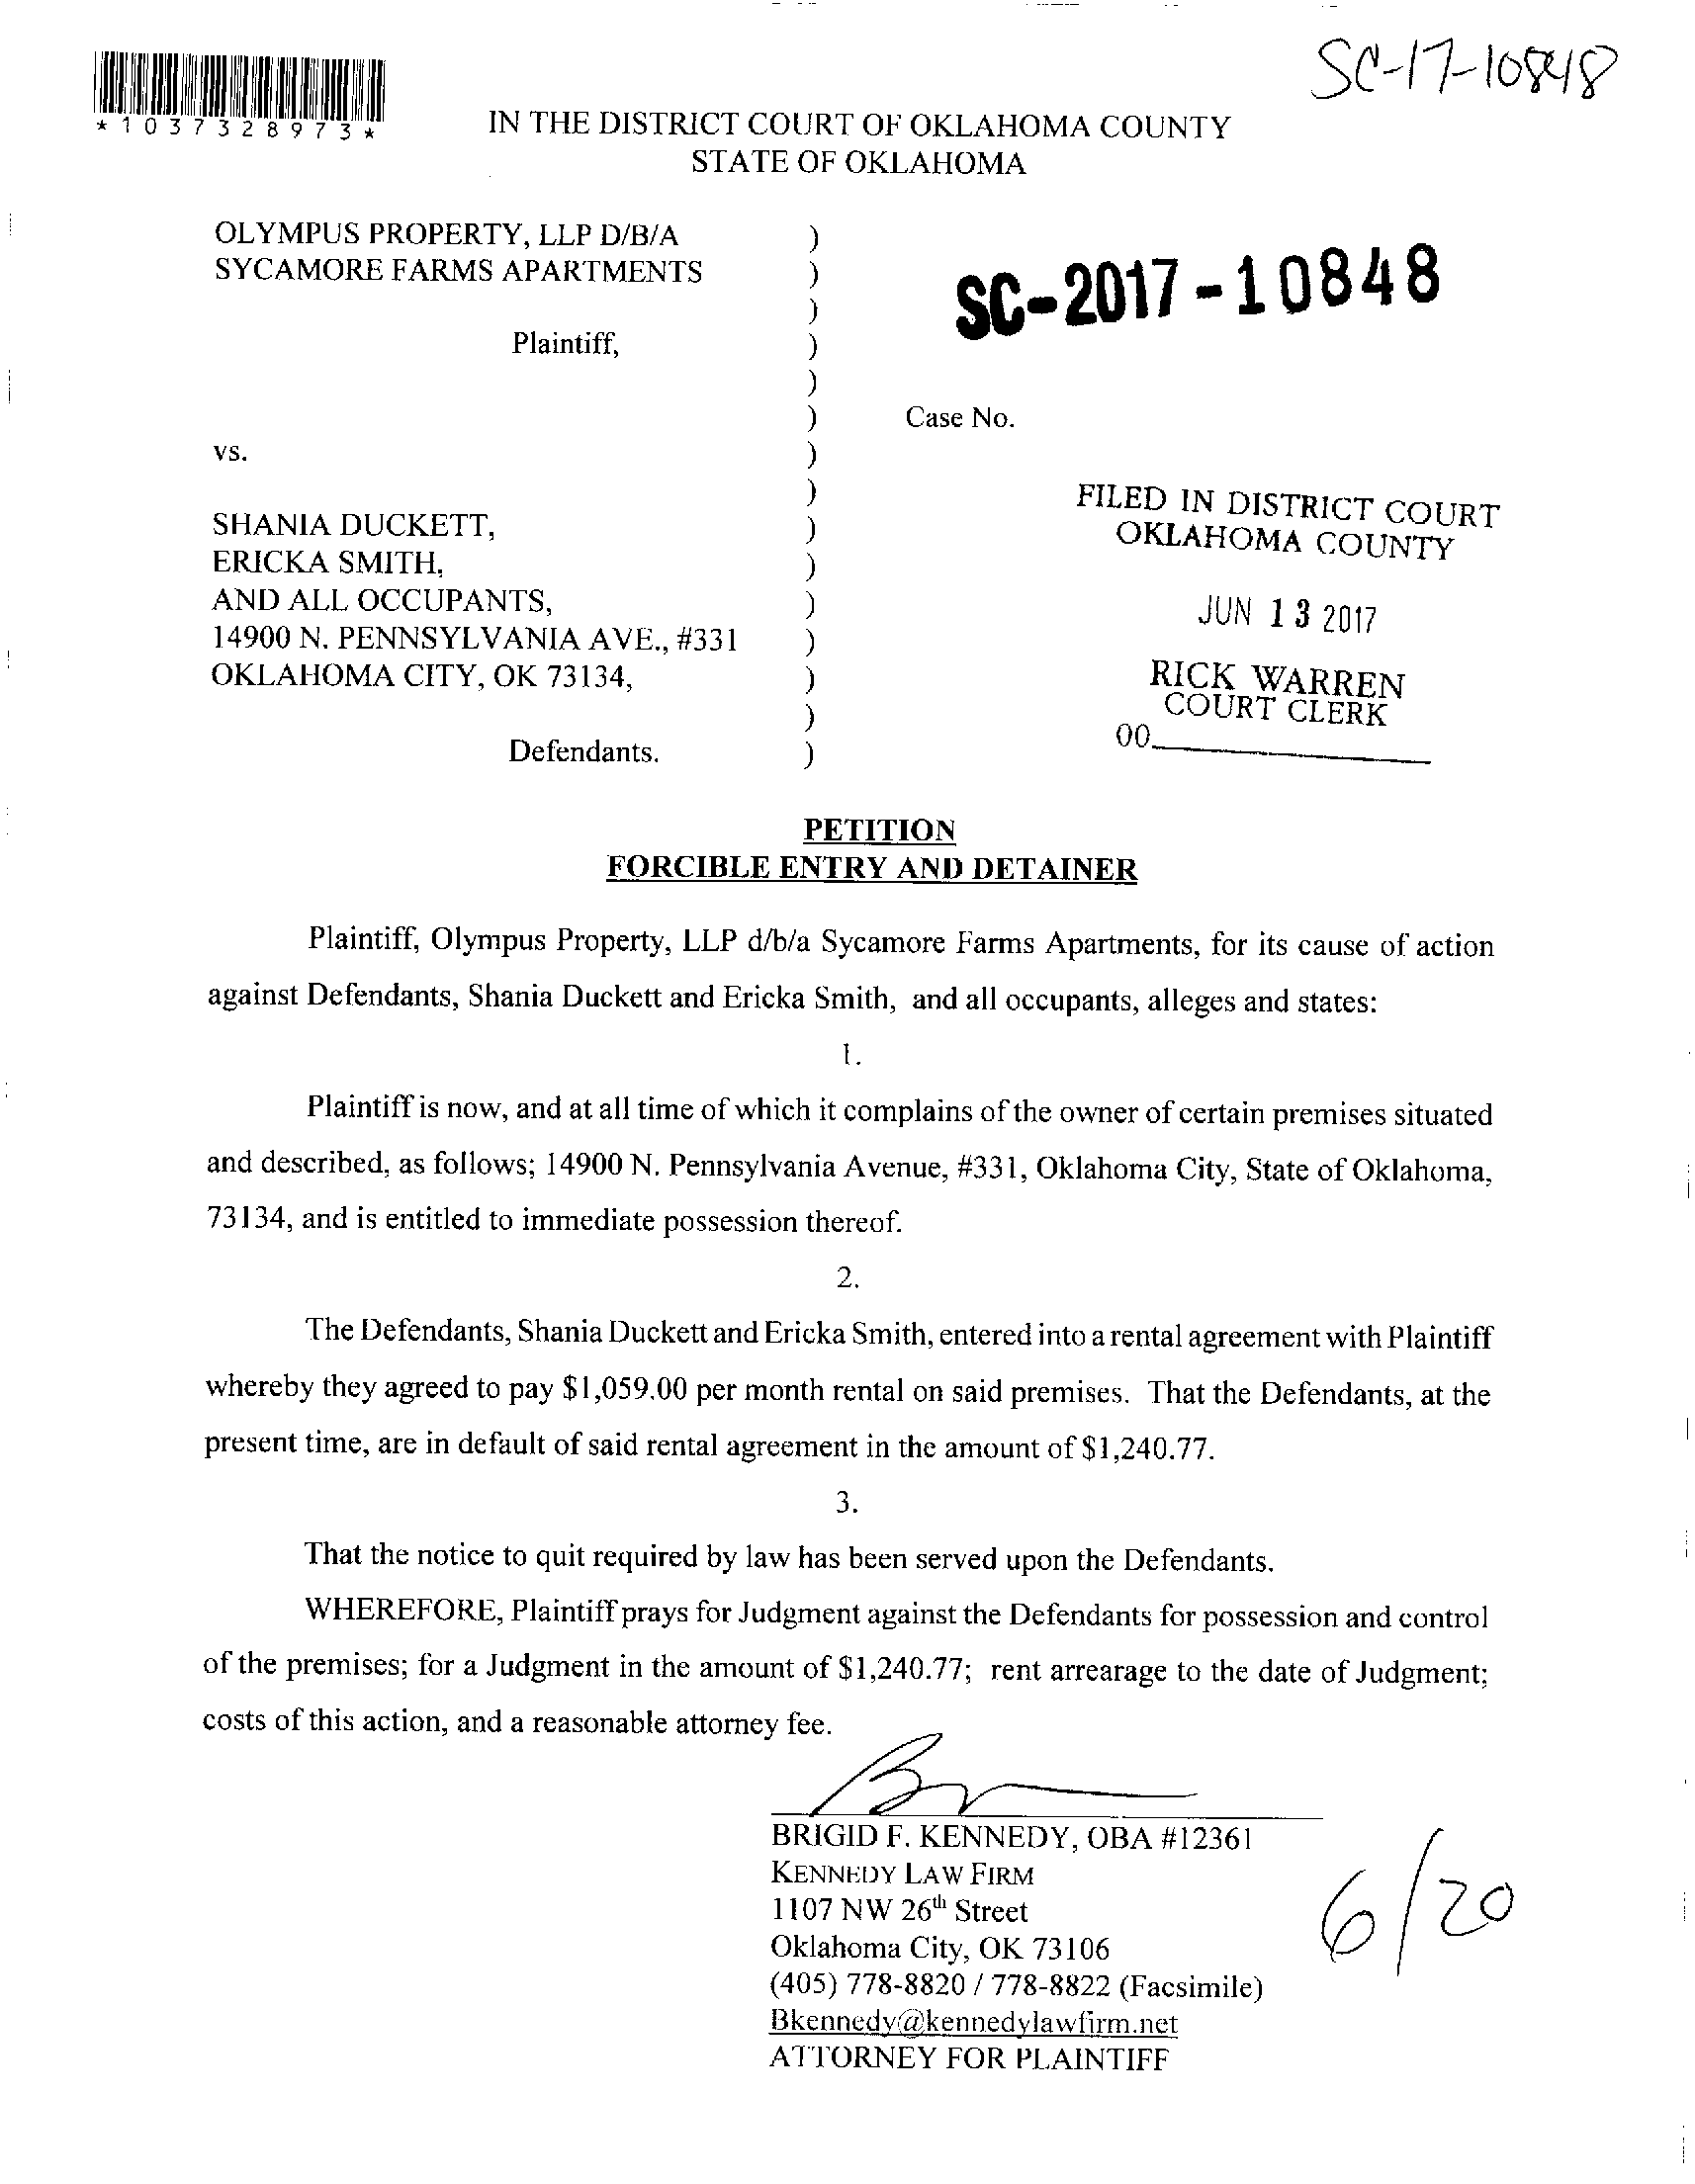 SC-17-10848
*1037328973*
IN THE DISTRICT COURT OF OKLAHOMA COUNTY
STATE OF OKLAHOMA
OLYMPUS PROPERTY, LLP D/B/A )
SYCAMORE FARMS APARTMENTS )
)
Plaintiff, )
)
)
vs. )
)
SHANIA DUCKETT, )
ERICKA SMITH, )
AND ALL OCCUPANTS, )
14900 N. PENNSYLVANIA AVE., #331 )
OKLAHOMA CITY, OK 73134, )
)
Defendants. )
SC-2017-10848
Case No.
FILED IN DISTRICT COURT
OKLAHOMA COUNTY
JUN 13 2017
RICK WARREN
COURT CLERK
00
PETITION
FORCIBLE ENTRY AND DETAINER
Plaintiff, Olympus Property, LLP d/b/a Sycamore Farms Apartments, for its cause of action
against Defendants, Shania Duckett and Ericka Smith, and all occupants, alleges and states:
1.
Plaintiff is now, and at all time of which it complains of the owner of certain premises situated
and described, as follows; 14900 N. Pennsylvania Avenue, #331, Oklahoma City, State of Oklahoma,
73134, and is entitled to immediate possession thereof.
2.
The Defendants, Shania Duckett and Ericka Smith, entered into a rental agreement with Plaintiff
whereby they agreed to pay $1,059.00 per month rental on said premises. That the Defendants, at the
present time, are in default of said rental agreement in the amount of $1,240.77.
3.
That the notice to quit required by law has been served upon the Defendants.
WHEREFORE, Plaintiff prays for Judgment against the Defendants for possession and control
of the premises; for a Judgment in the amount of $1,240.77; rent arrearage to the date of Judgment;
costs of this action, and a reasonable attorney fee.
BRIGID F. KENNEDY, OBA #12361
KENNEDY LAW FIRM
1107 NW 26th Street
Oklahoma City, OK 73106
(405) 778-8820 / 778-8822 (Facsimile)
Bkennedy@kennedylawfirm.net
ATTORNEY FOR PLAINTIFF
6/20